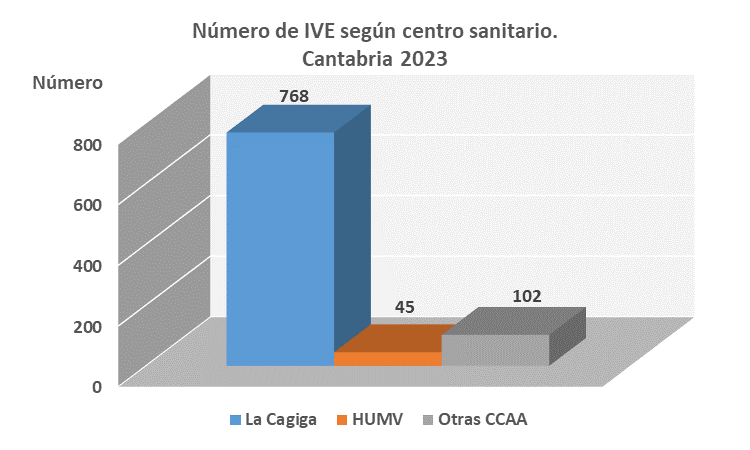 Número de IVE según centro sanitario.
Cantabria 2023
Número
768
800
600
400
200
0
45
102
La Cagiga HUMV Otras CCAA